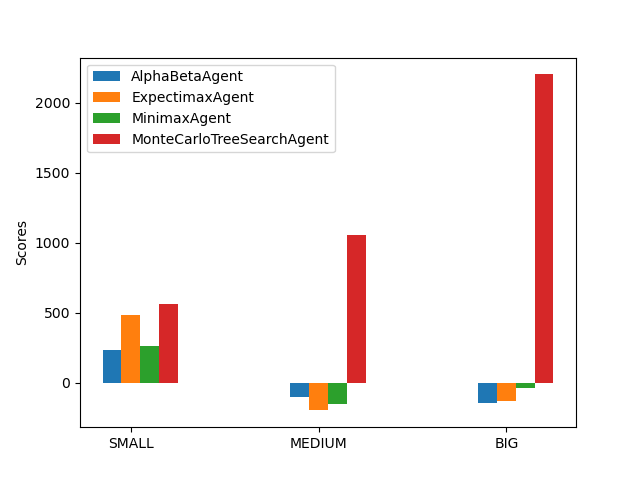 AlphaBetaAgent
ExpectimaxAgent
MinimaxAgent
MonteCarloTreeSearchAgent
2000
1500
1000
500
0
Scores
SMALL MEDIUM BIG